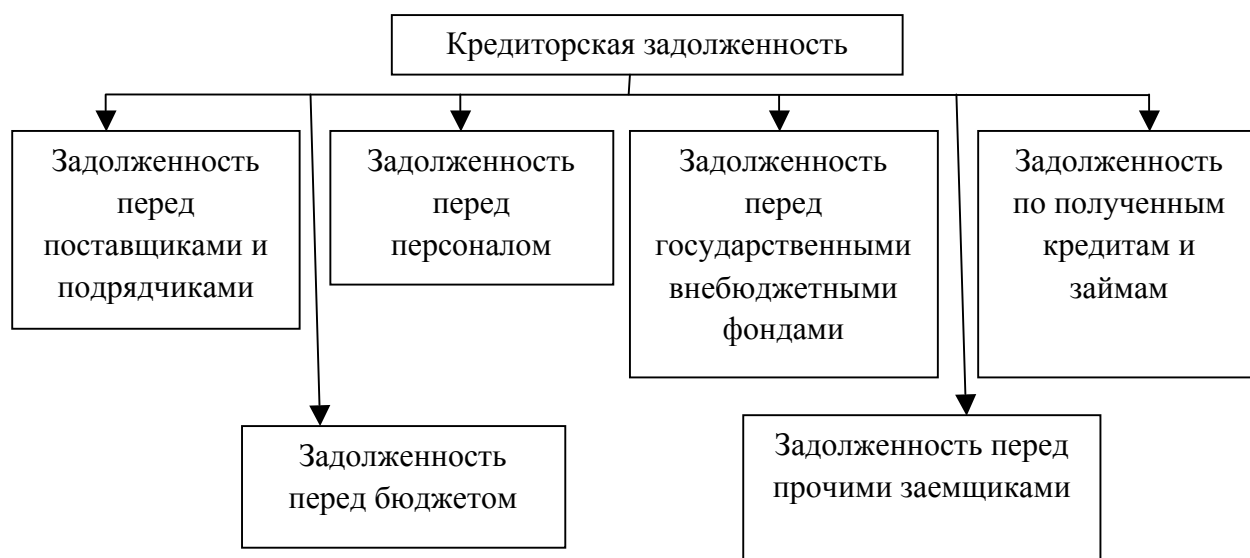 Кредиторская задолженность
Задолженность
перед
поставщиками и
подрядчиками
Задолженность
перед
персоналом
Задолженность
перед
государственными
внебюджетными
фондами
Задолженность
по полученным
кредитам и
займам
Задолженность
перед бюджетом
Задолженность перед
прочими заемщиками